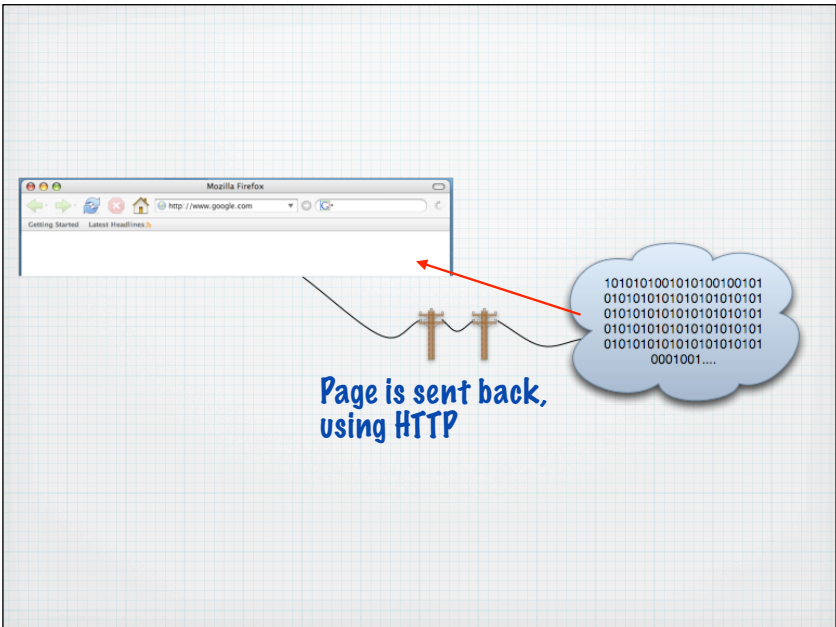 Mozilla Firefox
http://www.google.com
G
Getting Started Latest Headlines
1010101001010100100101
0101010101010101010101
0101010101010101010101
0101010101010101010101
0101010101010101010101
0001001....
Page is sent back,
using HTTP